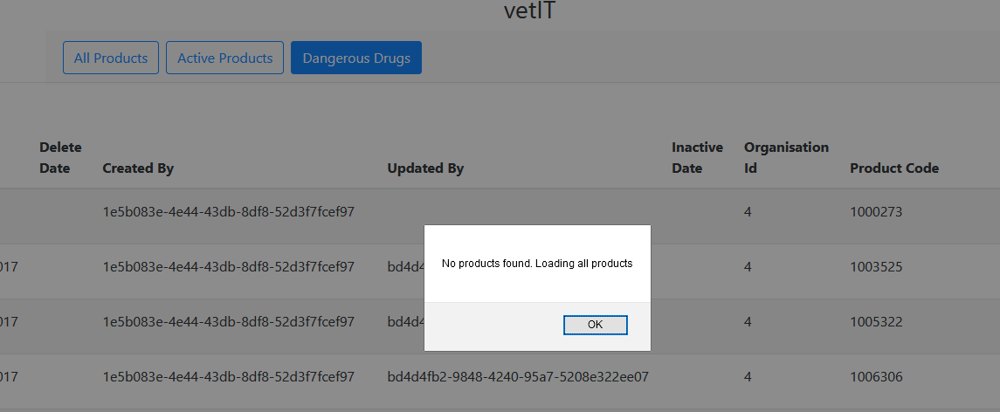 vetIT
All Products Active Products Dangerous Drugs
Delete Date Created By Updated By Inactive Date Organisation Id Product Code
1e5b083e-4e44-43db-8df8-52d3f7fcef97 4 1000273
No products found. Loading all products
017 1e5b083e-4e44-43db-8df8-52d3f7fcef97 bd4d4 4 1003525
017 1e5b083e-4e44-43db-8df8-52d3f7fcef97 bd4d4 4 1005322
OK
017 1e5b083e-4e44-43db-8df8-52d3f7fcef97 bd4d4fb2-9848-4240-95a7-5208e322ee07 4 1006306